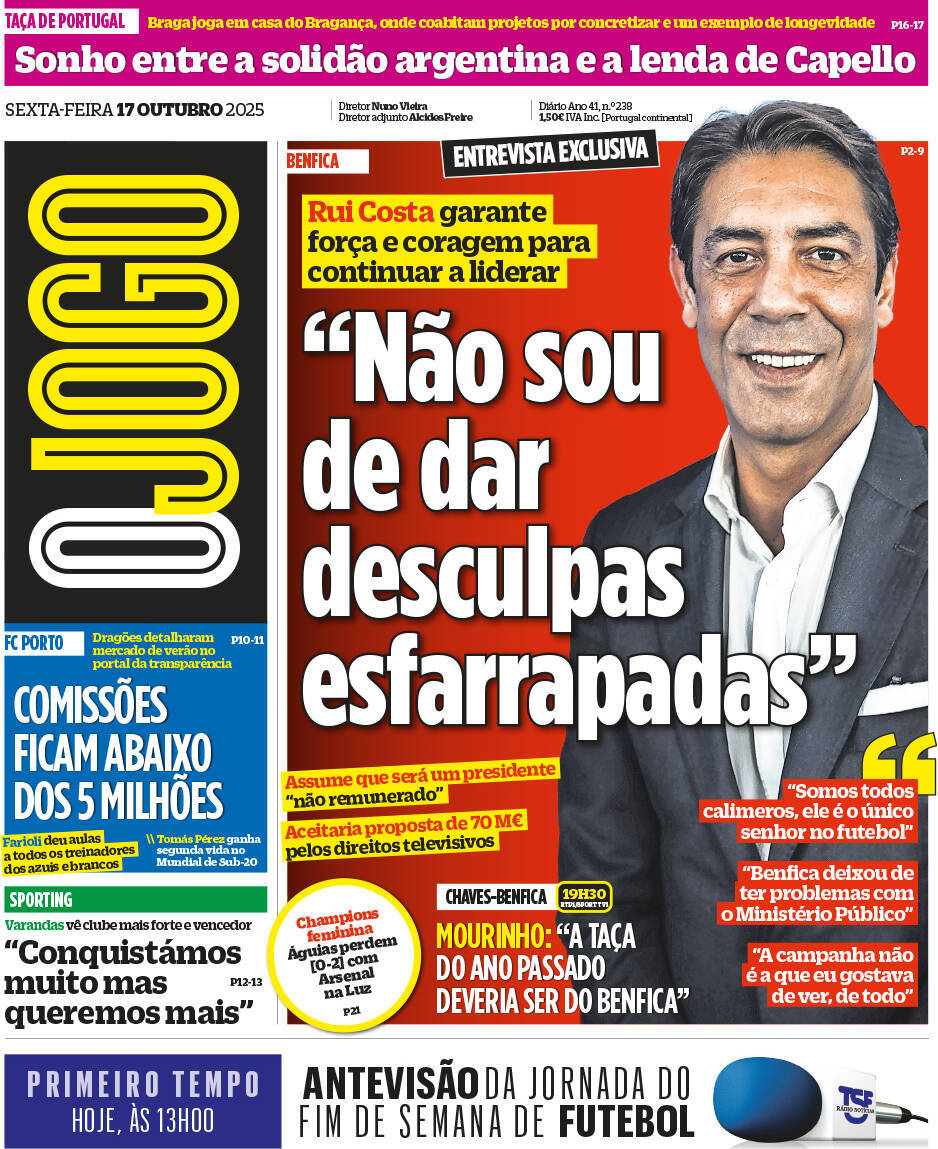 TAÇA DE PORTUGAL
Braga joga em casa do Bragança, onde coabitam projetos por concretizar e um exemplo de longevidade
P16-17
Sonho entre a solidão argentina e a lenda de Capello
SEXTA-FEIRA 17 OUTUBRO 2025
Diretor Nuno Vieira
Diretor adjunto Alcides Freire
Diário Ano 41, n.º 238
1,50€ IVA Inc. [Portugal continental]
O JOGO
BENFICA
ENTREVISTA EXCLUSIVA
P2-9
Rui Costa garante
força e coragem para
continuar a liderar
“Não sou
de dar
desculpas
esfarrapadas”
Assume que será um presidente
“não remunerado”
Aceitaria proposta de 70 M€
pelos direitos televisivos
“Somos todos
calimeros, ele é o único
senhor no futebol”
“Benfica deixou de
ter problemas com
o Ministério Público”
“A campanha não
é a que eu gostava
de ver, de todo”
CHAVES-BENFICA
19H30
RTP1/SPORT TV1
MOURINHO: “A TAÇA
DO ANO PASSADO
DEVERIA SER DO BENFICA”
Champions
feminina
Águias perdem
[0-2] com
Arsenal
na Luz
P21
FC PORTO
Dragões detalharam
mercado de verão no
portal da transparência
P10-11
COMISSÕES
FICAM ABAIXO
DOS 5 MILHÕES
Farioli deu aulas
a todos os treinadores
dos azuis e brancos
\\ Tomás Pérez ganha
segunda vida no
Mundial de Sub-20
SPORTING
Varandas vê clube mais forte e vencedor
“Conquistámos
muito mas
queremos mais”
P12-13
PRIMEIRO TEMPO
HOJE, ÀS 13H00
ANTEVISÃO DA JORNADA DO
FIM DE SEMANA DE FUTEBOL
TSF
RÁDIO NOTÍCIAS